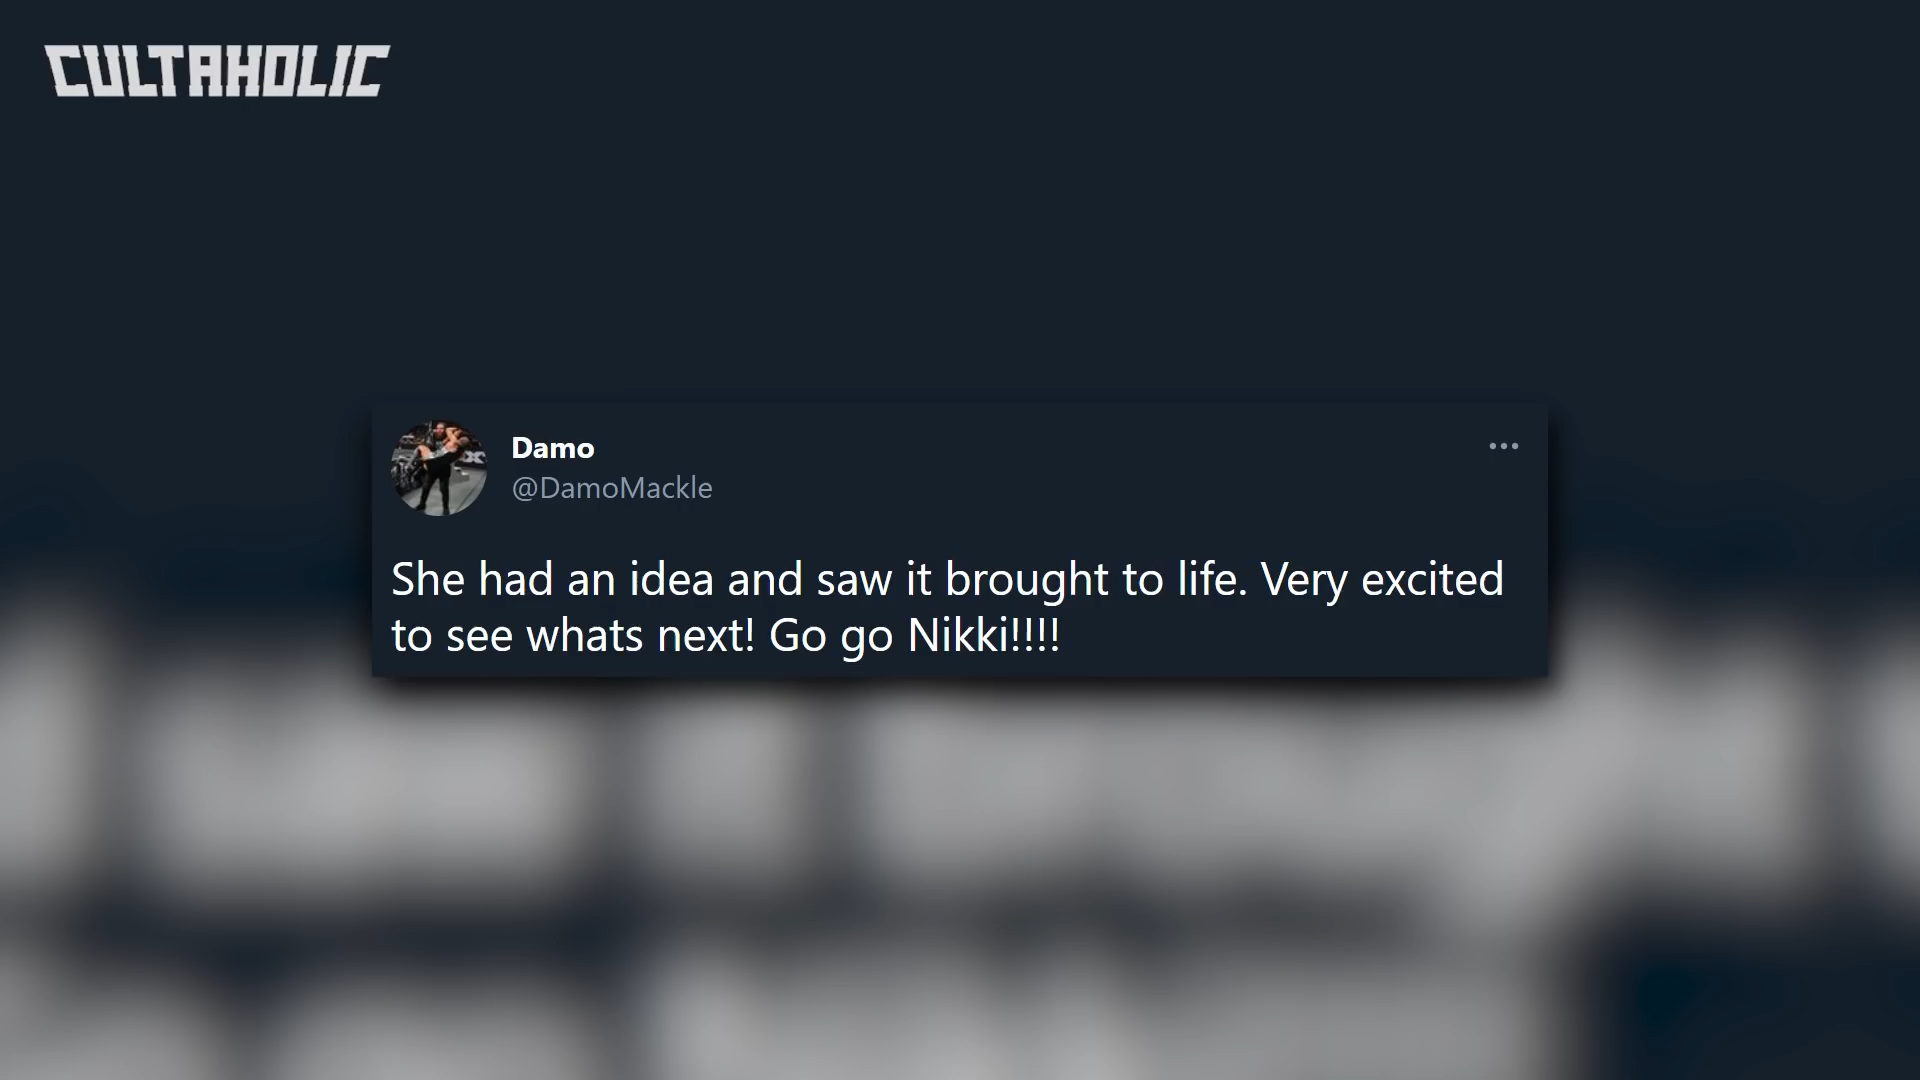 CULTAHOLIC
Damo
@DamoMackle
She had an idea and saw it brought to life. Very excited
to see whats next! Go go Nikki!!!!